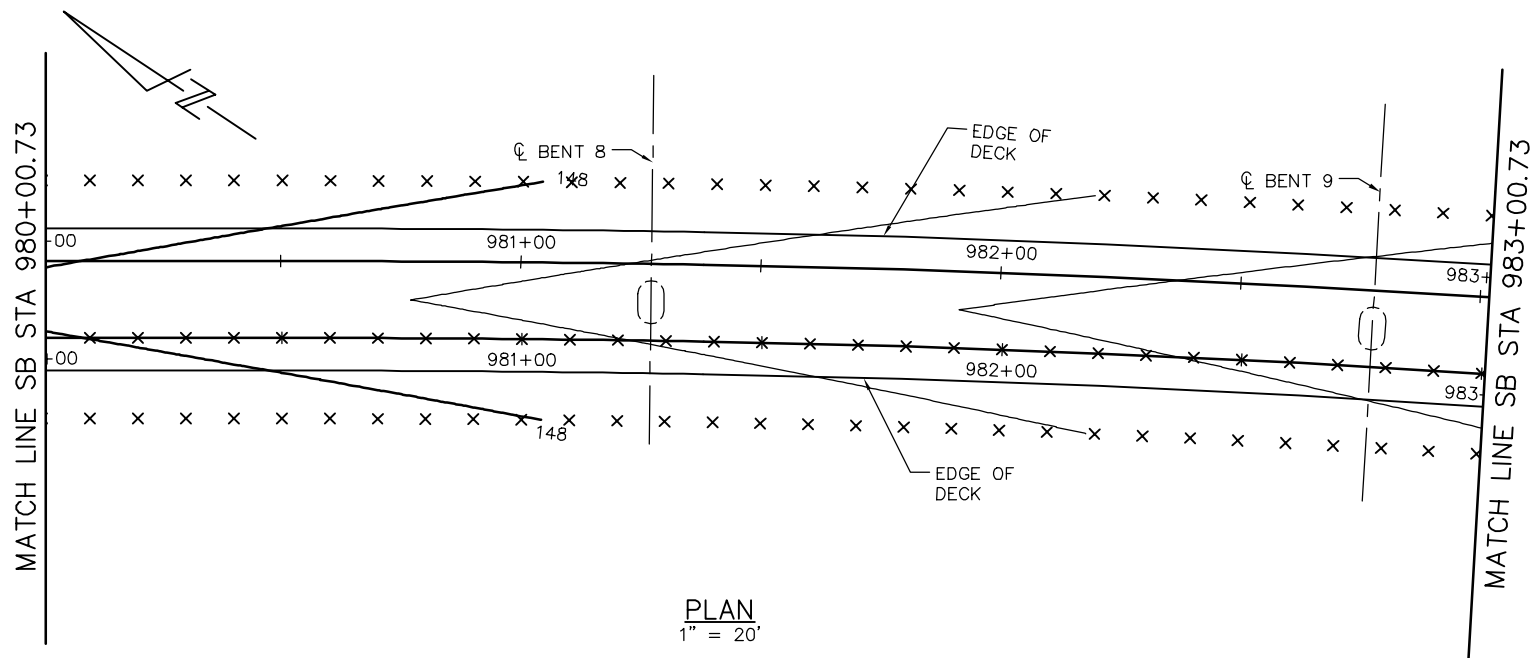 MATCH LINE SB STA 980+00.73
℄ BENT 8
148
EDGE OF
DECK
℄ BENT 9
-00
981+00
982+00
983+
+00
981+00
982+00
983-
148
EDGE OF
DECK
MATCH LINE SB STA 983+00.73
PLAN
1" = 20'